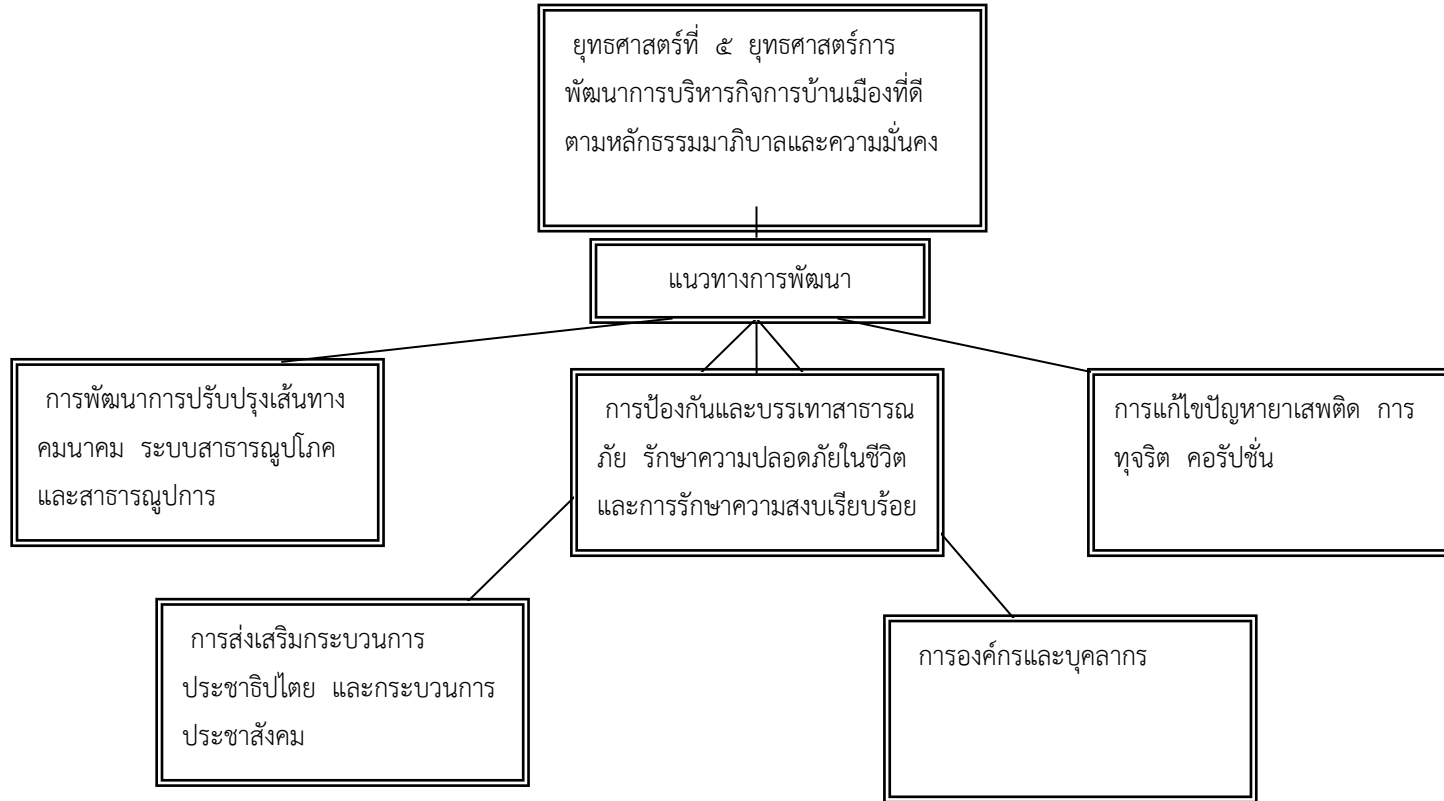 ยุทธศาสตร์ที่ ๕ ยุทธศาสตร์การ
พัฒนาการบริหารกิจการบ้านเมืองที่ดี
ตามหลักธรรมมาภิบาลและความมั่นคง
แนวทางการพัฒนา
การพัฒนาการปรับปรุงเส้นทาง
คมนาคม ระบบสาธารณูปโภค
และสาธารณูปการ
การป้องกันและบรรเทาสาธารณ
ภัย รักษาความปลอดภัยในชีวิต
และการรักษาความสงบเรียบร้อย
การแก้ไขปัญหายาเสพติด การ
ทุจริต คอรัปชั่น
การส่งเสริมกระบวนการ
ประชาธิปไตย และกระบวนการ
ประชาสังคม
การองค์กรและบุคลากร